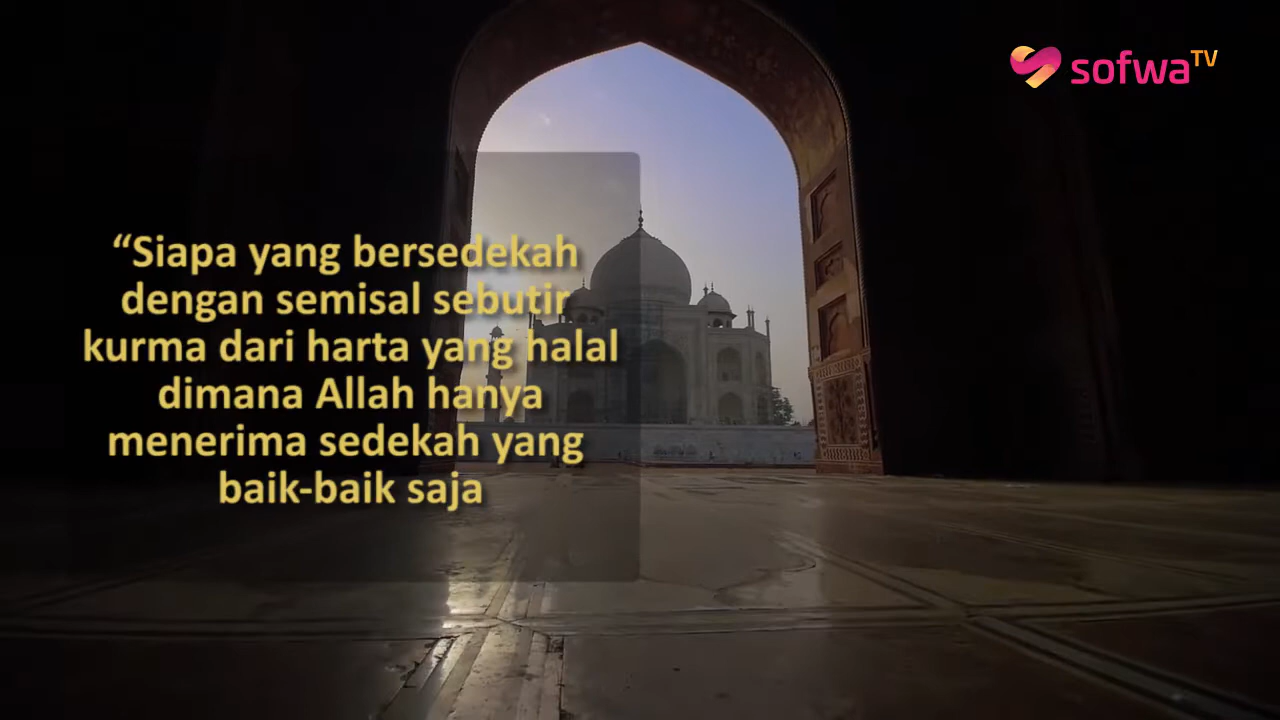 sofwaTV
“Siapa yang bersedekah
dengan semisal sebutir
kurma dari harta yang halal
dimana Allah hanya
menerima sedekah yang
baik-baik saja